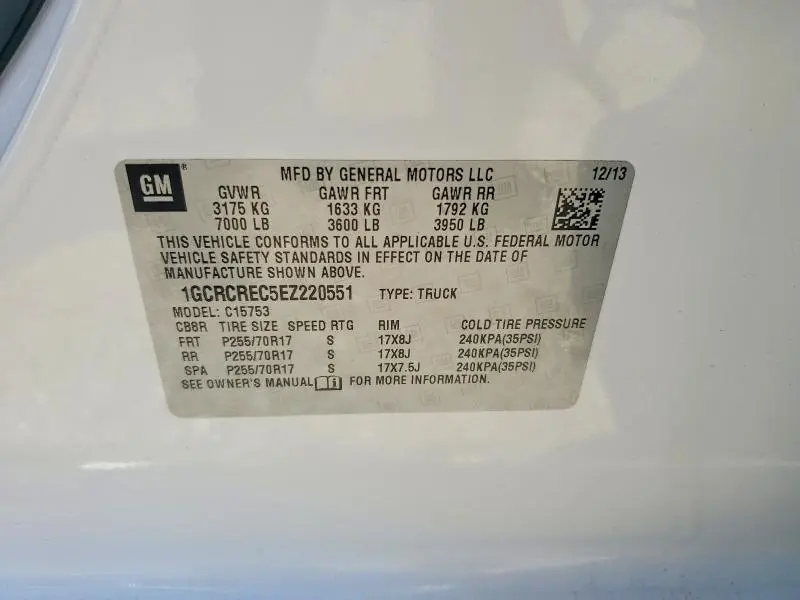 GM ® MFD BY GENERAL MOTORS LLC 12/13
GVWR GAWR FRT GAWR RR
3175 KG 1633 KG 1792 KG
7000 LB 3600 LB 3950 LB
THIS VEHICLE CONFORMS TO ALL APPLICABLE U.S. FEDERAL MOTOR
VEHICLE SAFETY STANDARDS IN EFFECT ON THE DATE OF
MANUFACTURE SHOWN ABOVE.
1GCRCREC5EZ220551 TYPE: TRUCK
MODEL: C15753
CB8R TIRE SIZE SPEED RTG RIM COLD TIRE PRESSURE
FRT P255/70R17 S 17X8J 240KPA(35PSI)
RR P255/70R17 S 17X8J 240KPA(35PSI)
SPA P255/70R17 S 17X7.5J 240KPA(35PSI)
SEE OWNER'S MANUAL FOR MORE INFORMATION.